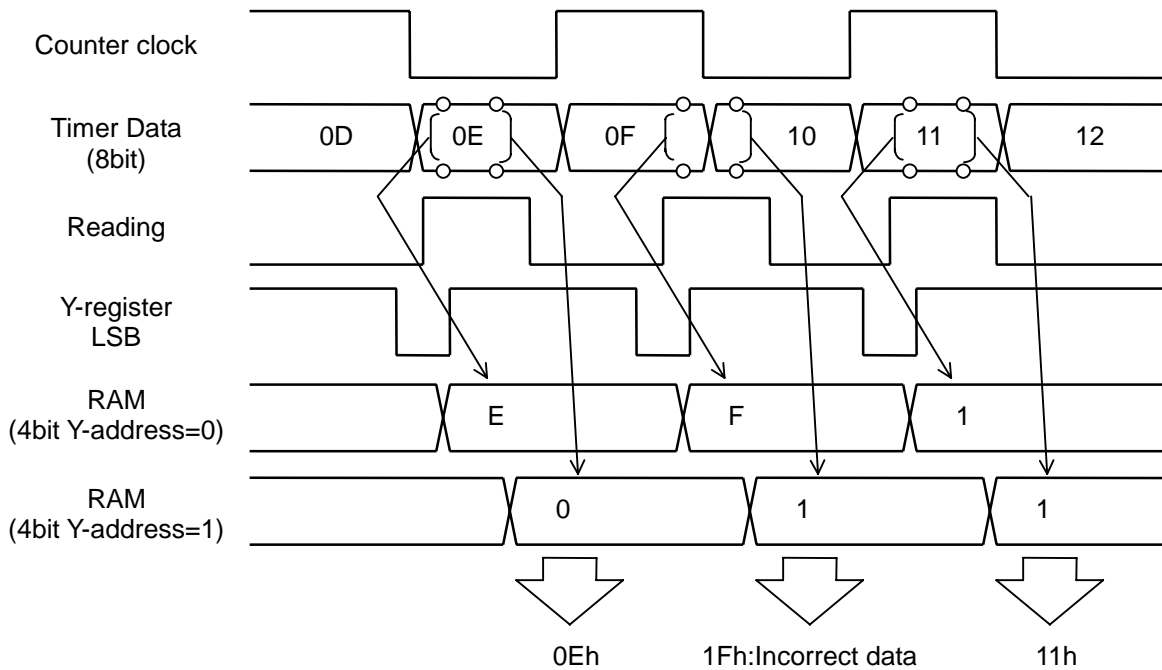 Counter clock
Timer Data
(8bit)
0D
0E
0F
10
11
12
Reading
Y-register
LSB
RAM
(4bit Y-address=0)
E
F
1
RAM
(4bit Y-address=1)
0
1
1
0Eh
1Fh:Incorrect data
11h